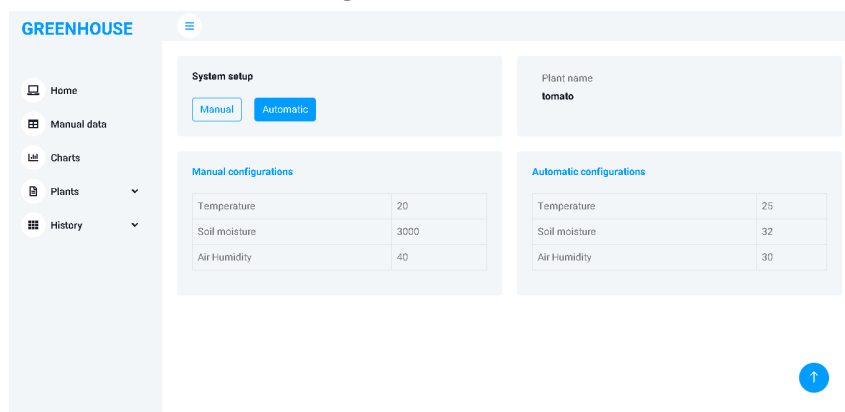 GREENHOUSE
Home
Manual data
Charts
Plants
History
System setup
Manual Automatic
Plant name
tomato
Manual configurations
Temperature 20
Soil moisture 3000
Air Humidity 40
Automatic configurations
Temperature 25
Soil moisture 32
Air Humidity 30